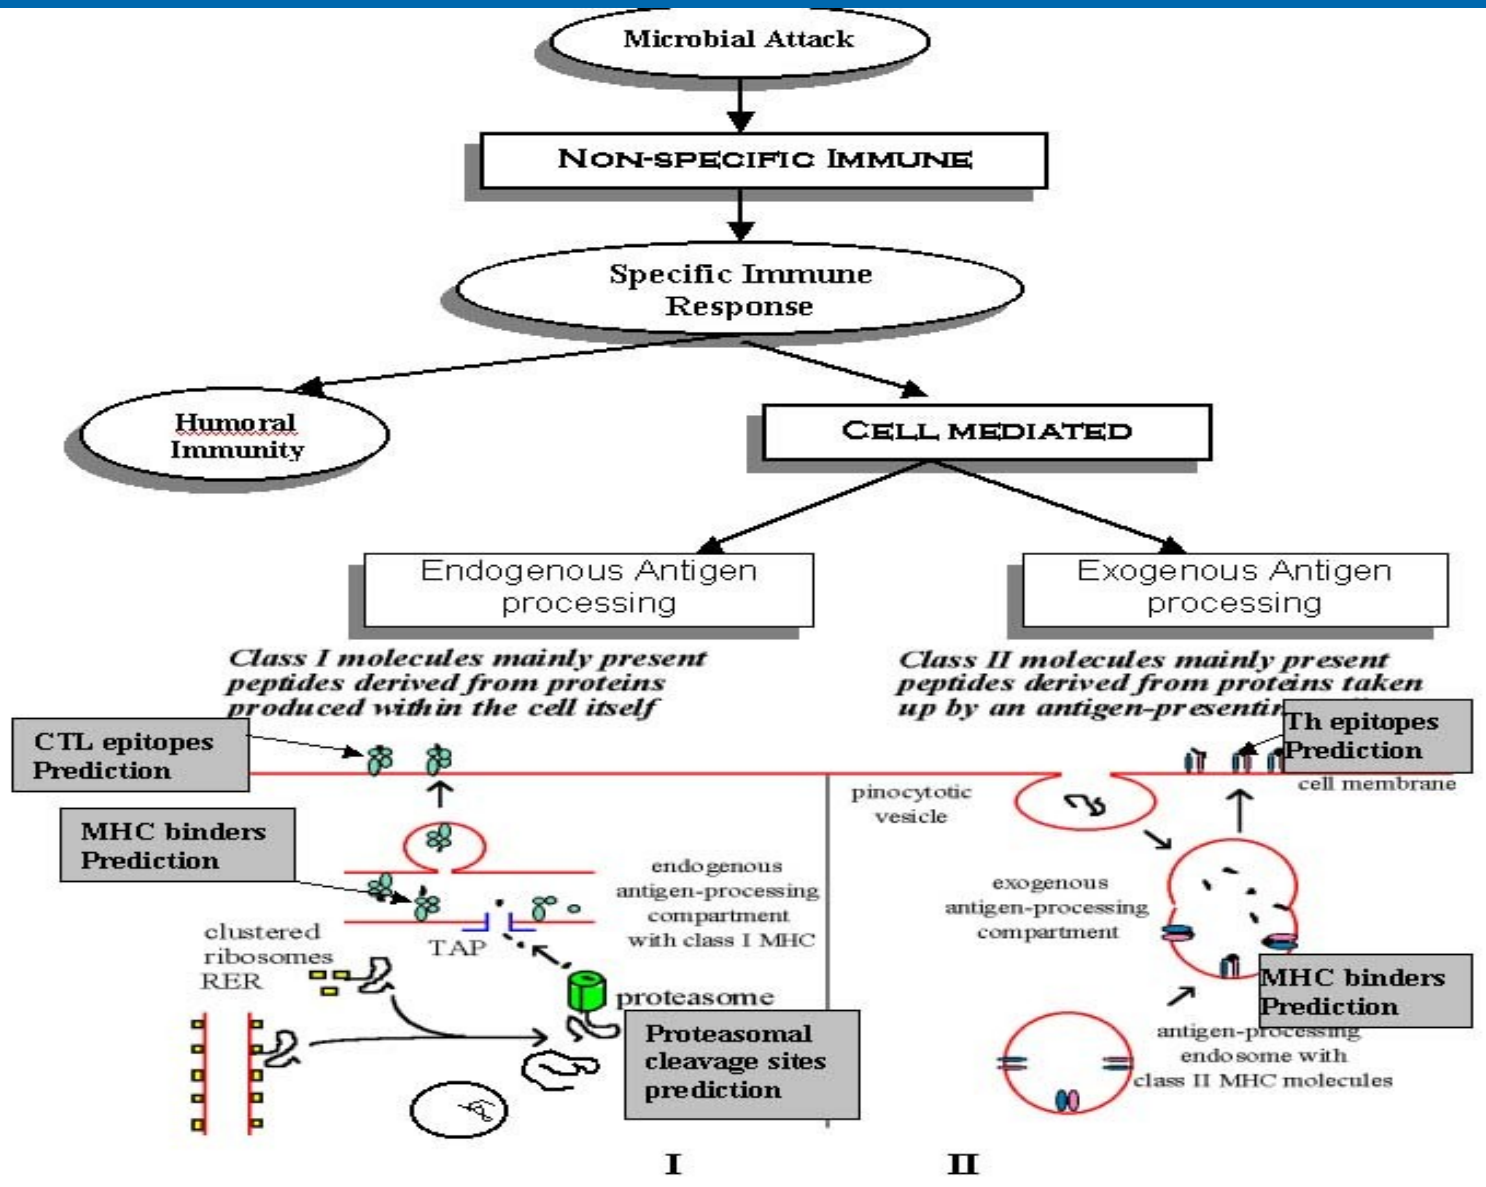 Microbial Attack
NON-SPECIFIC IMMUNE
Specific Immune
Response
Humoral
Immunity
CELL MEDIATED
Endogenous Antigen
processing
Exogenous Antigen
processing
Class I molecules mainly present
peptides derived from proteins
produced within the cell itself
Class II molecules mainly present
peptides derived from proteins taken
up by an antigen-presenting
CTL epitopes
Prediction
Th epitopes
Prediction
cell membrane
pinocytotic
vesicle
MHC binders
Prediction
endogenous
antigen-processing
compartment
with class I MHC
exogenous
antigen-processing
compartment
TAP
clustered
ribosomes
RER
proteasome
MHC binders
Prediction
Proteasomal
cleavage sites
prediction
antigen-processing
endosome with
class II MHC molecules
I
II